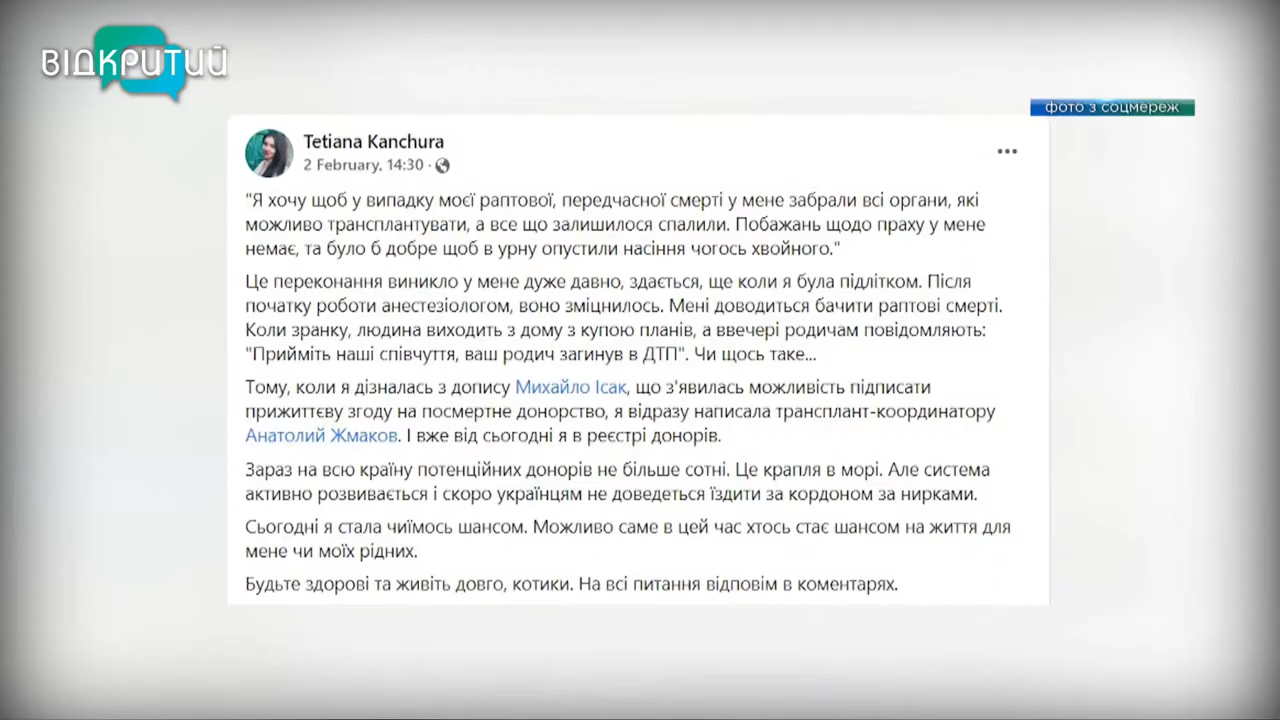 ВІДКРИТИЙ
фото з соцмереж
Tetiana Kanchura
2 February, 14:30 ·
"Я хочу щоб у випадку моєї раптової, передчасної смерті у мене забрали всі органи, які
можливо трансплантувати, а все що залишилося спалили. Побажань щодо праху у мене
немає, та було б добре щоб в урну опустили насіння чогось хвойного."
Це переконання виникло у мене дуже давно, здається, ще коли я була підлітком. Після
початку роботи анестезіологом, воно зміцнилось. Мені доводиться бачити раптові смерті.
Коли зранку, людина виходить з дому з купою планів, а ввечері родичам повідомляють:
"Прийміть наші співчуття, ваш родич загинув в ДТП". Чи щось таке...
Тому, коли я дізналась з допису Михайло Ісак, що з'явилась можливість підписати
прижиттєву згоду на посмертне донорство, я відразу написала трансплант-координатору
Анатолий Жмаков. І вже від сьогодні я в реєстрі донорів.
Зараз на всю країну потенційних донорів не більше сотні. Це крапля в морі. Але система
активно розвивається і скоро українцям не доведеться їздити за кордоном за нирками.
Сьогодні я стала чиїмось шансом. Можливо саме в цей час хтось стає шансом на життя для
мене чи моїх рідних.
Будьте здорові та живіть довго, котики. На всі питання відповім в коментарях.